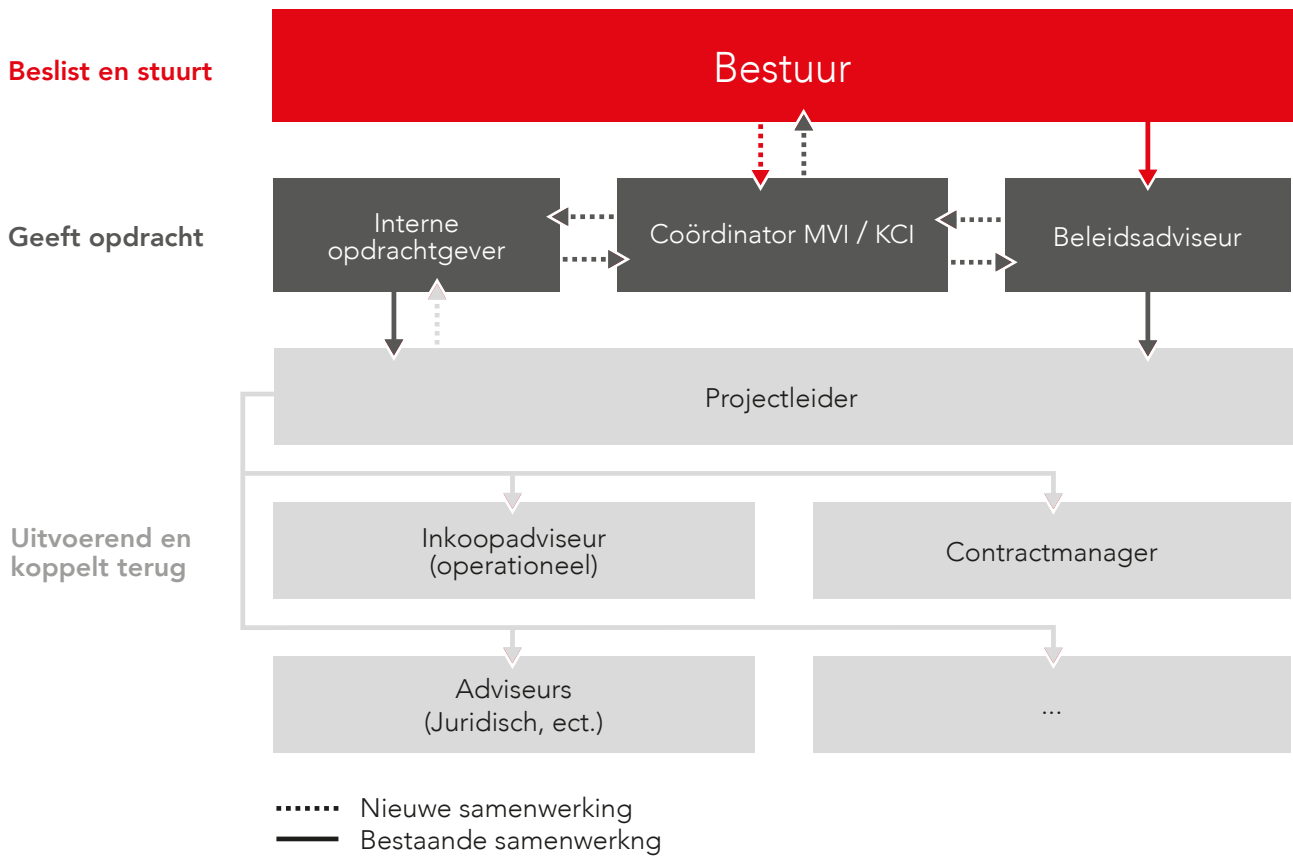 Beslist en stuurt
Bestuur
Geeft opdracht
Interne
opdrachtgever
Coördinator MVI / KCI
Beleidsadviseur
Projectleider
Uitvoerend en
koppelt terug
Inkoopadviseur
(operationeel)
Contractmanager
Adviseurs
(Juridisch, ect.)
...
Nieuwe samenwerking
Bestaande samenwerkng